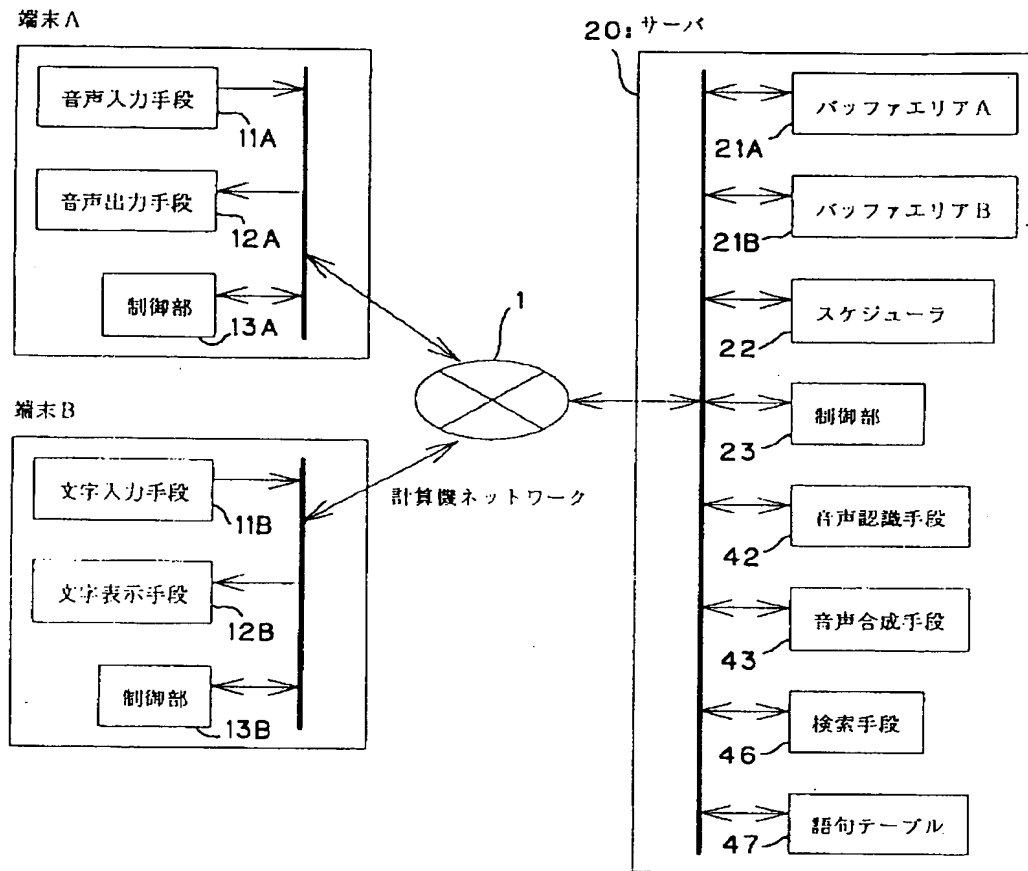 端末A
音声入力手段
11A
音声出力手段
12A
制御部
13A
端末B
文字入力手段
11B
文字表示手段
12B
制御部
13B
1
計算機ネットワーク
20:サーバ
バッファエリアA
21A
バッファエリアB
21B
スケジューラ
22
制御部
23
音声認識手段
42
音声合成手段
43
検索手段
46
語句テーブル
47